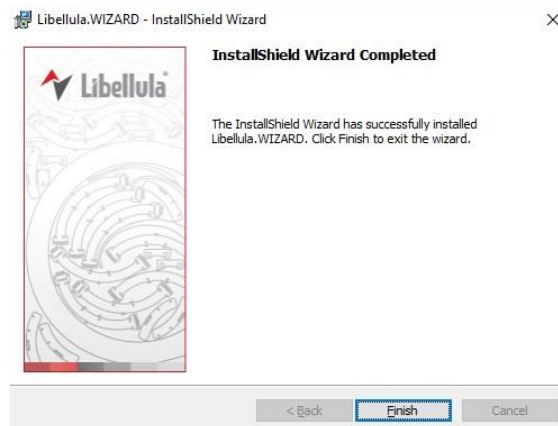 Libellula.WIZARD - InstallShield Wizard
InstallShield Wizard Completed
Libellula
The InstallShield Wizard has successfully installed
Libellula.WIZARD. Click Finish to exit the wizard.
< Back
Finish
Cancel